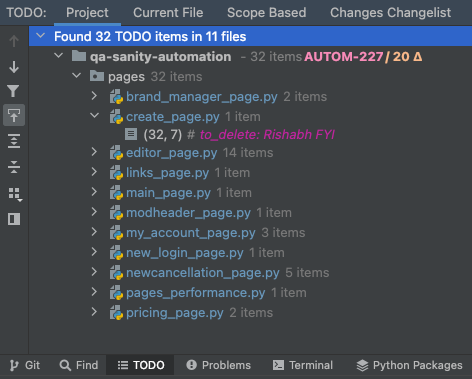 TODO: Project Current File Scope Based Changes Changelist
Found 32 TODO items in 11 files
qa-sanity-automation - 32 items AUTOM-227 / 20 Δ
pages 32 items
brand_manager_page.py 2 items
create_page.py 1 item
(32, 7) # to_delete: Rishabh FYI
editor_page.py 14 items
links_page.py 1 item
main_page.py 1 item
modheader_page.py 1 item
my_account_page.py 3 items
new_login_page.py 1 item
newcancellation_page.py 5 items
pages_performance.py 1 item
pricing_page.py 2 items
Git Find TODO Problems Terminal Python Packages